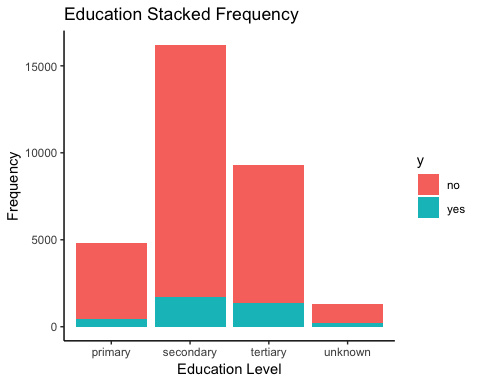 Education Stacked Frequency
Frequency
15000
10000
5000
0
primary secondary tertiary unknown
Education Level
y
no
yes